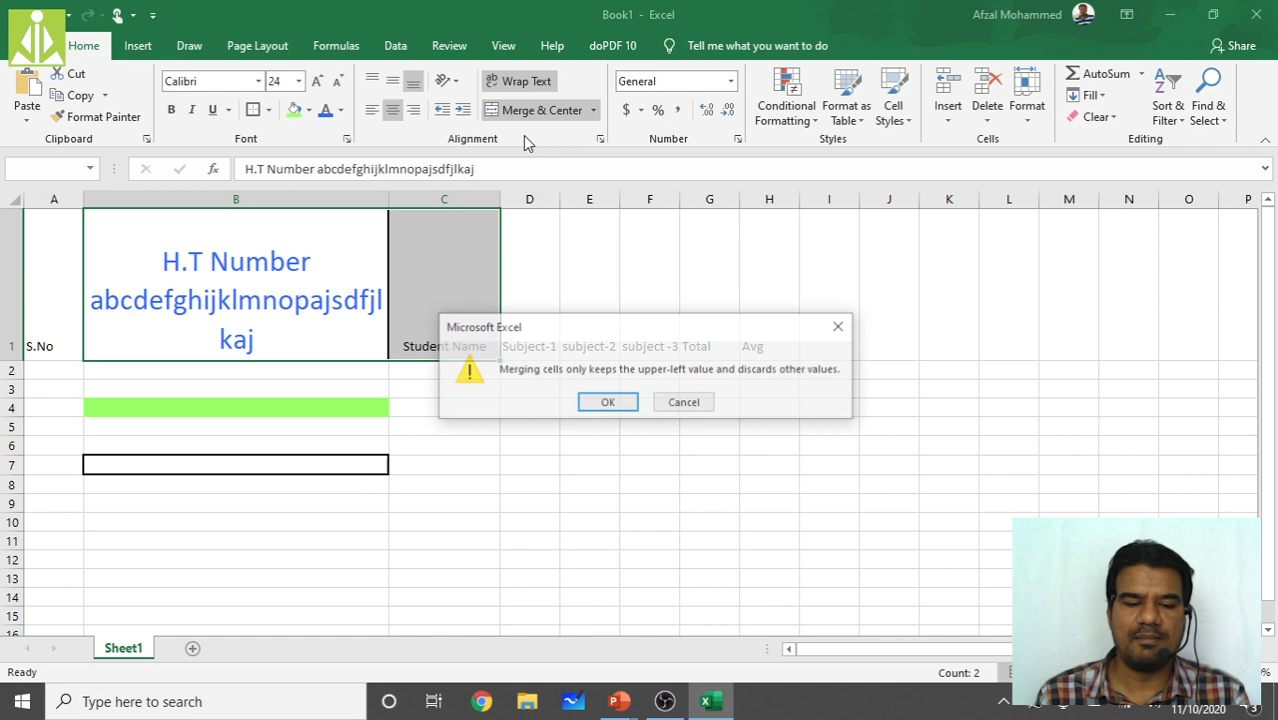 Book1 - Excel
Afzal Mohammed
Home Insert Draw Page Layout Formulas Data Review View Help doPDF 10 Tell me what you want to do Share
Cut
Copy
Format Painter
Paste
Calibri 24
B I U
Wrap Text
Merge & Center
General
$ % ,
Conditional Formatting
Format as Table
Cell Styles
Insert Delete Format
AutoSum
Fill
Clear
Sort & Filter
Find & Select
Clipboard Font Alignment Number Styles Cells Editing
fx H.T Number abcdefghijklmnopajsdfjlkaj
A B C D E F G H I J K L M N O P
H.T Number
abcdefghijklmnopajsdfjl
kaj
1 S.No Student Name Subject-1 subject-2 subject -3 Total Avg
Microsoft Excel
Merging cells only keeps the upper-left value and discards other values.
OK Cancel
2
3
4
5
6
7
8
9
10
11
12
13
14
15
16
Sheet1
Ready Count: 2
Type here to search
11/10/2020